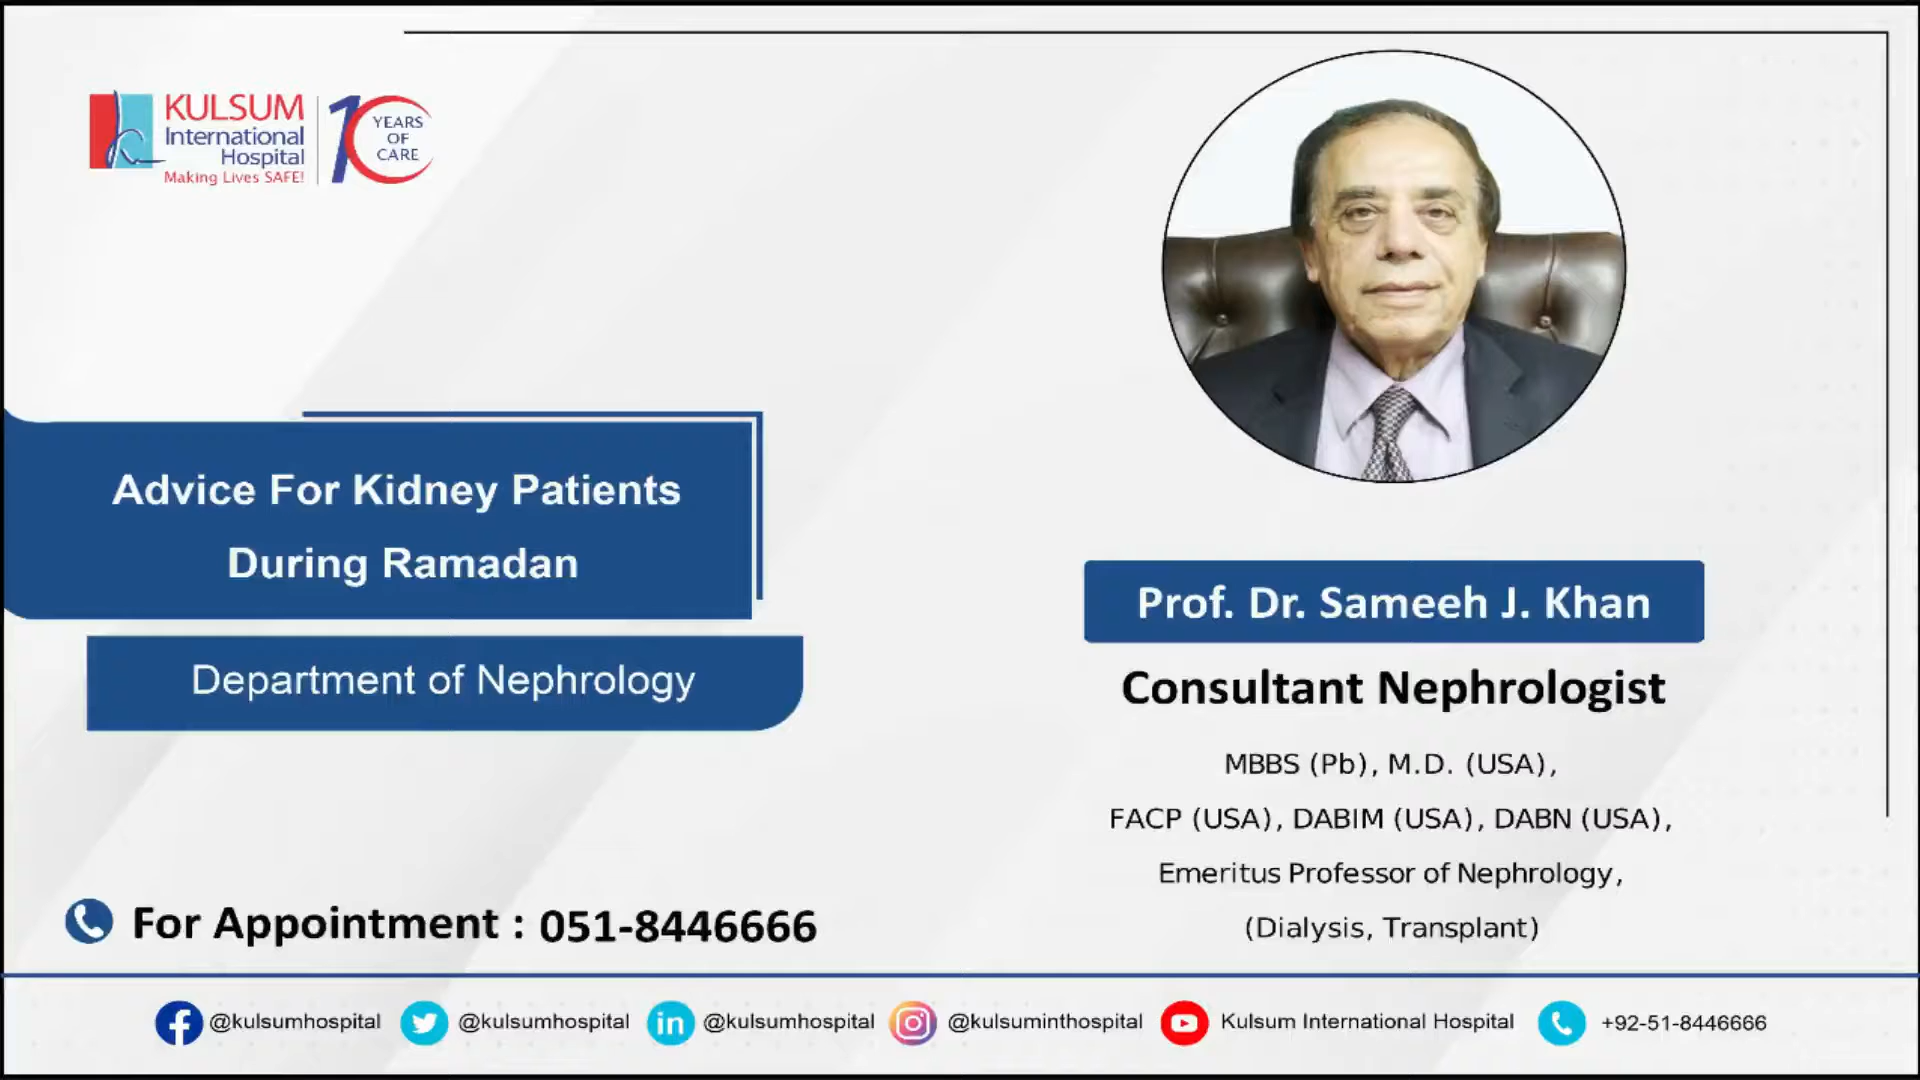 KULSUM
International
Hospital
Making Lives SAFE!
10
YEARS
OF
CARE
Advice For Kidney Patients
During Ramadan
Department of Nephrology
For Appointment : 051-8446666
Prof. Dr. Sameeh J. Khan
Consultant Nephrologist
MBBS (Pb), M.D. (USA),
FACP (USA), DABIM (USA), DABN (USA),
Emeritus Professor of Nephrology,
(Dialysis, Transplant)
@kulsumhospital @kulsumhospital @kulsumhospital @kulsuminthospital Kulsum International Hospital +92-51-8446666